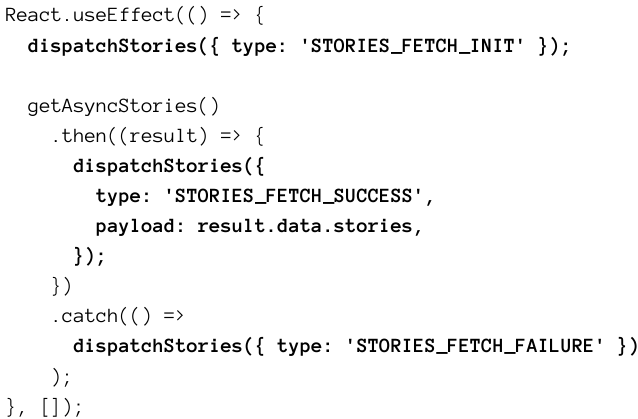 React.useEffect(() => {
  dispatchStories({ type: 'STORIES_FETCH_INIT' });

  getAsyncStories()
    .then((result) => {
      dispatchStories({
        type: 'STORIES_FETCH_SUCCESS',
        payload: result.data.stories,
      });
    })
    .catch(() =>
      dispatchStories({ type: 'STORIES_FETCH_FAILURE' })
    );
}, []);